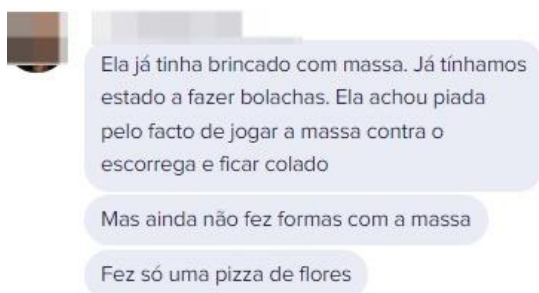 Ela já tinha brincado com massa. Já tínhamos
estado a fazer bolachas. Ela achou piada
pelo facto de jogar a massa contra o
escorrega e ficar colado
Mas ainda não fez formas com a massa
Fez só uma pizza de flores